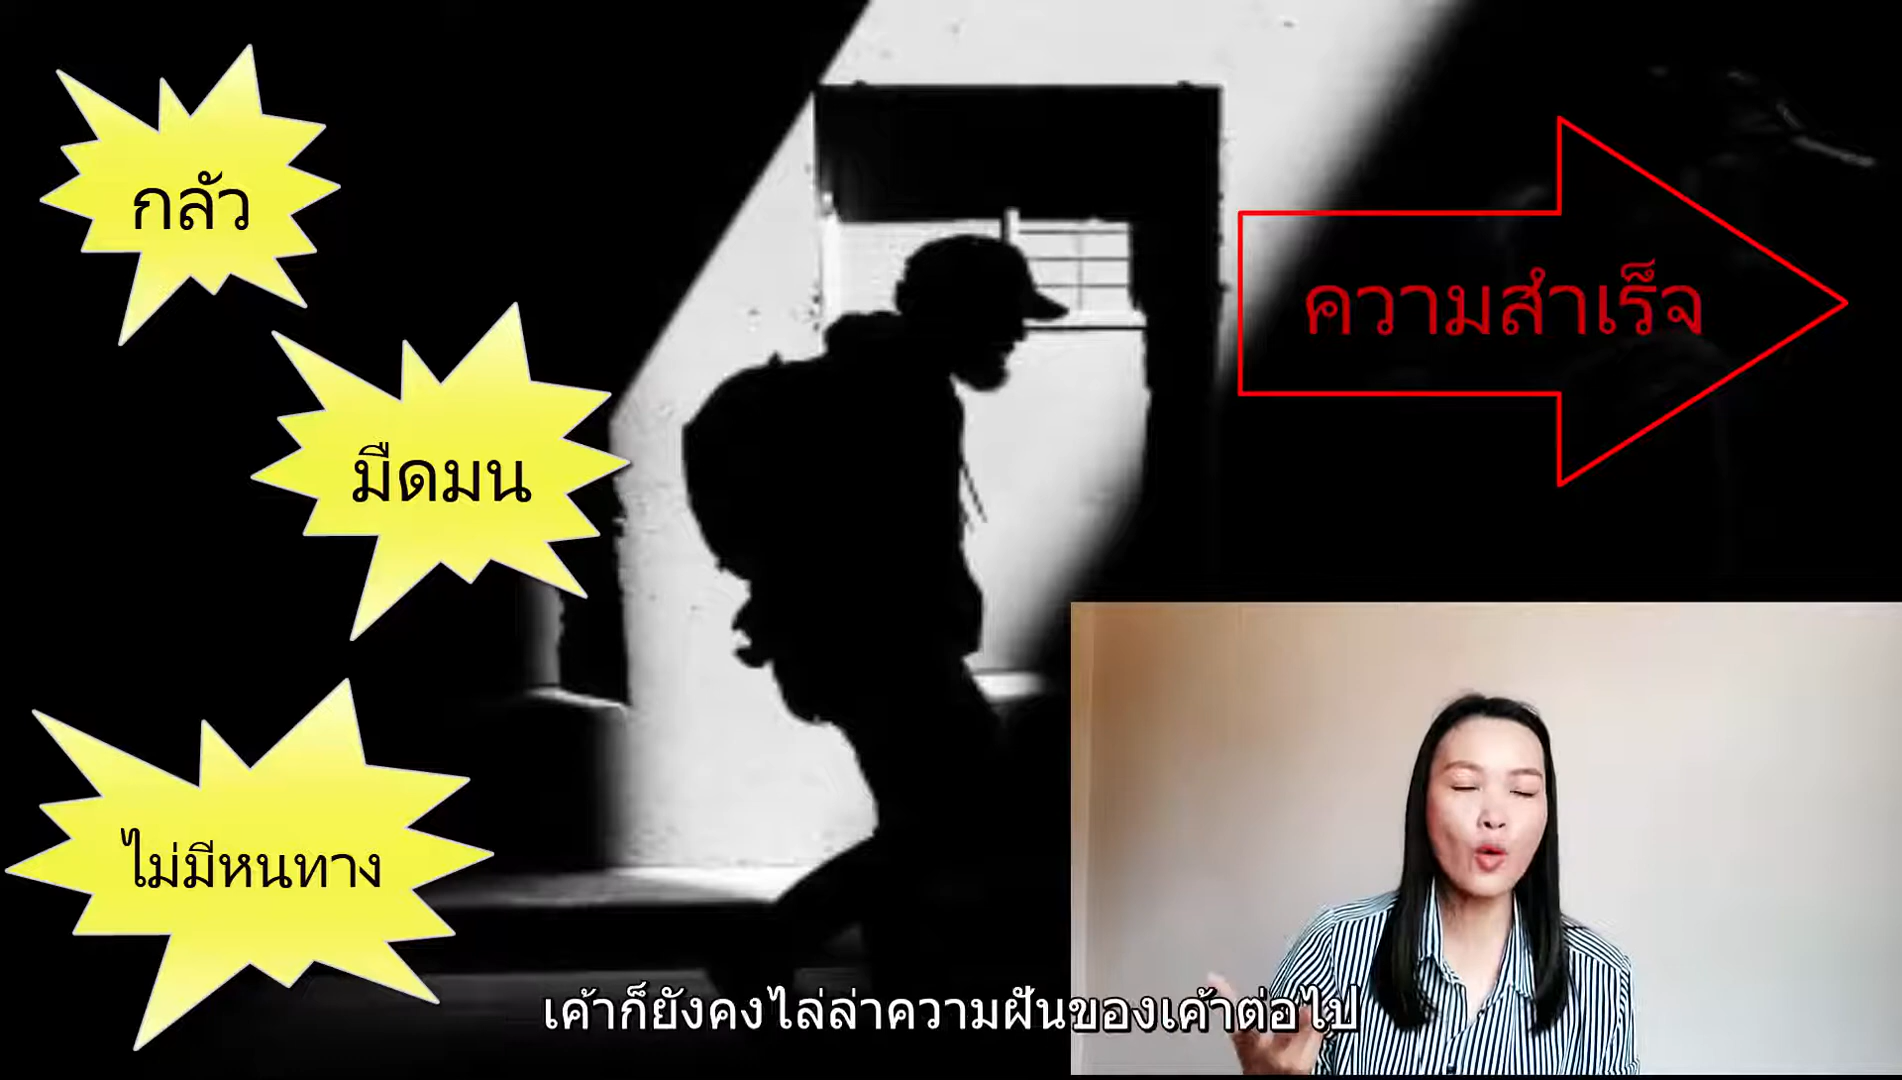 กลัว
ความสำเร็จ
มืดมน
ไม่มีหนทาง
เค้าก็ยังคงไล่ล่าความฝันของเค้าต่อไป